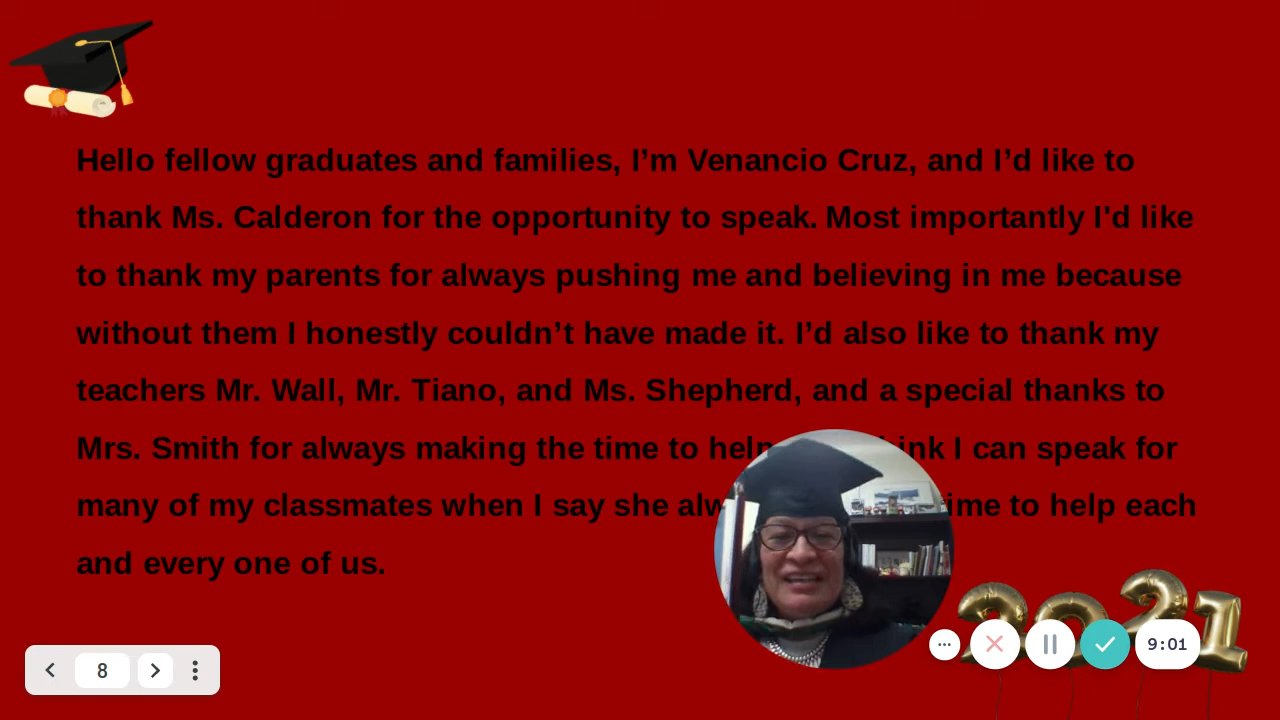 Hello fellow graduates and families, I’m Venancio Cruz, and I’d like to
thank Ms. Calderon for the opportunity to speak. Most importantly I’d like
to thank my parents for always pushing me and believing in me because
without them I honestly couldn’t have made it. I’d also like to thank my
teachers Mr. Wall, Mr. Tiano, and Ms. Shepherd, and a special thanks to
Mrs. Smith for always making the time to help I can speak for
many of my classmates when I say she to help each
and every one of us.
2021
8
9:01